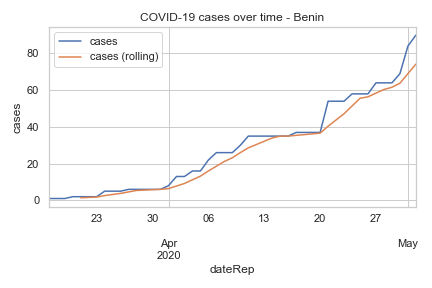 COVID-19 cases over time - Benin
cases
cases (rolling)
cases
80
60
40
20
0
23 30 06 13 20 27
Apr May
2020
dateRep